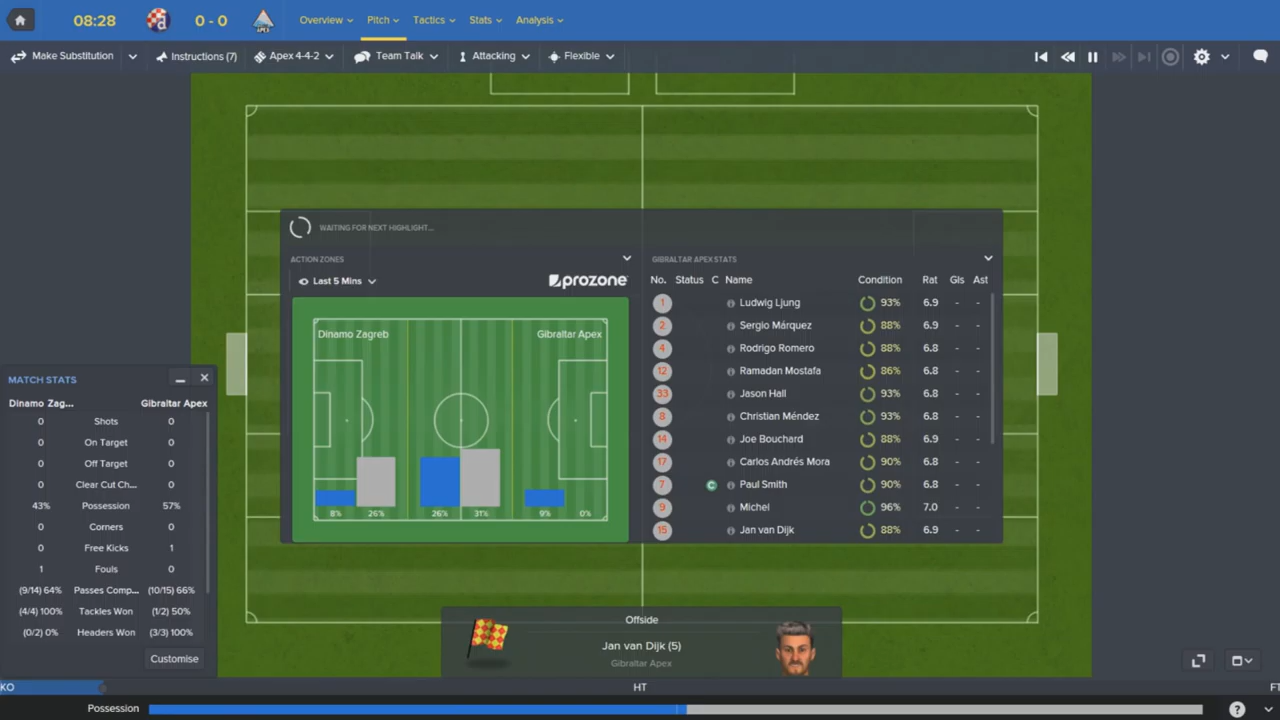 08:28 0 - 0 APEX Overview Pitch Tactics Stats Analysis
Make Substitution Instructions (7) Apex 4-4-2 Team Talk Attacking Flexible
WAITING FOR NEXT HIGHLIGHT...
ACTION ZONES
Last 5 Mins prozone
Dinamo Zagreb Gibraltar Apex
8% 26% 26% 31% 9% 0%
GIBRALTAR APEX STATS
No. Status C Name Condition Rat Gls Ast
1 Ludwig Ljung 93% 6.9 - -
2 Sergio Márquez 88% 6.9 - -
4 Rodrigo Romero 88% 6.8 - -
12 Ramadan Mostafa 86% 6.8 - -
33 Jason Hall 93% 6.8 - -
8 Christian Méndez 93% 6.8 - -
14 Joe Bouchard 88% 6.9 - -
17 Carlos Andrés Mora 90% 6.8 - -
7 C Paul Smith 90% 6.8 - -
9 Michel 96% 7.0 - -
15 Jan van Dijk 88% 6.9 - -
MATCH STATS
Dinamo Zag... Gibraltar Apex
0 Shots 0
0 On Target 0
0 Off Target 0
0 Clear Cut Ch... 0
43% Possession 57%
0 Corners 0
0 Free Kicks 1
1 Fouls 0
(9/14) 64% Passes Comp... (10/15) 66%
(4/4) 100% Tackles Won (1/2) 50%
(0/2) 0% Headers Won (3/3) 100%
Customise
Offside
Jan van Dijk (5)
Gibraltar Apex
KO HT FT
Possession